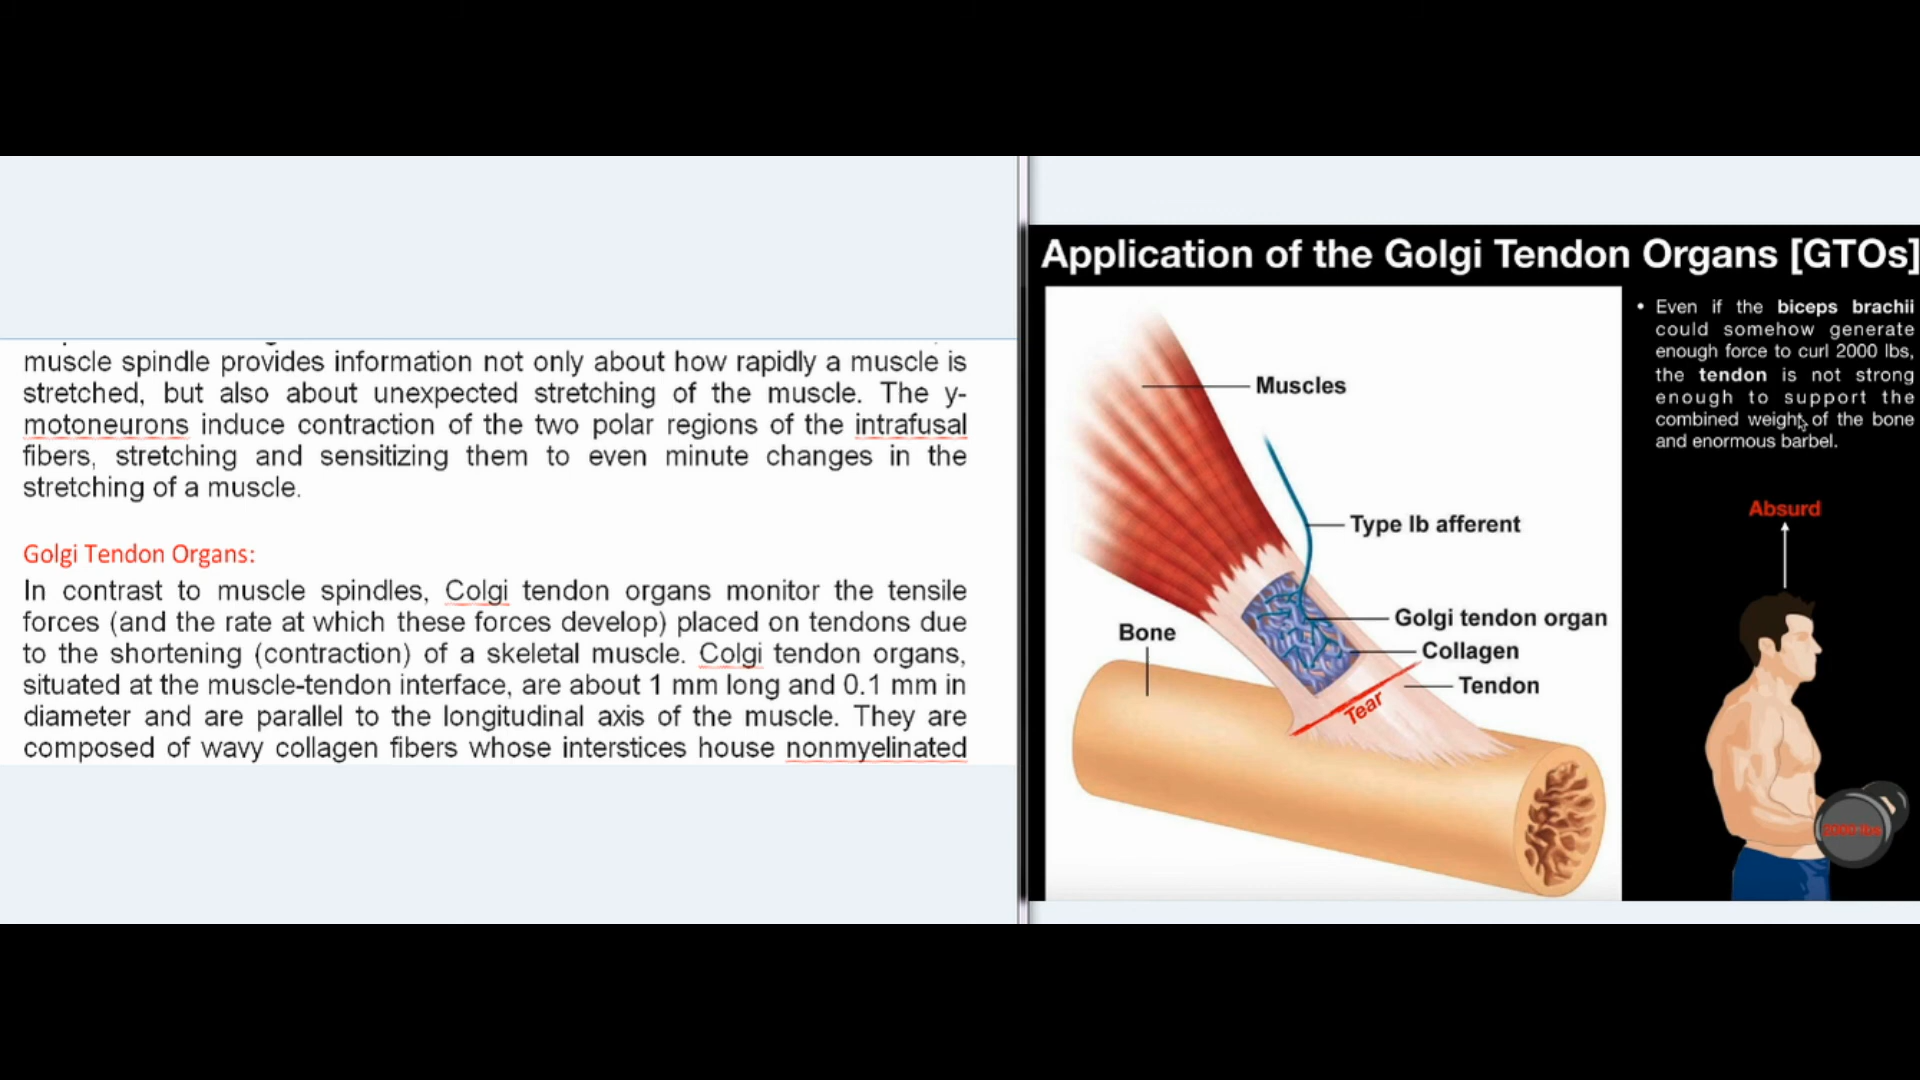 muscle spindle provides information not only about how rapidly a muscle is
stretched, but also about unexpected stretching of the muscle. The y-
motoneurons induce contraction of the two polar regions of the intrafusal
fibers, stretching and sensitizing them to even minute changes in the
stretching of a muscle.
Golgi Tendon Organs:
In contrast to muscle spindles, Colgi tendon organs monitor the tensile
forces (and the rate at which these forces develop) placed on tendons due
to the shortening (contraction) of a skeletal muscle. Colgi tendon organs,
situated at the muscle-tendon interface, are about 1 mm long and 0.1 mm in
diameter and are parallel to the longitudinal axis of the muscle. They are
composed of wavy collagen fibers whose interstices house nonmyelinated
Application of the Golgi Tendon Organs [GTOs]
Muscles
Type Ib afferent
Golgi tendon organ
Collagen
Tendon
Bone
Tear
• Even if the biceps brachii
could somehow generate
enough force to curl 2000 lbs,
the tendon is not strong
enough to support the
combined weight of the bone
and enormous barbel.
Absurd
2000 lbs